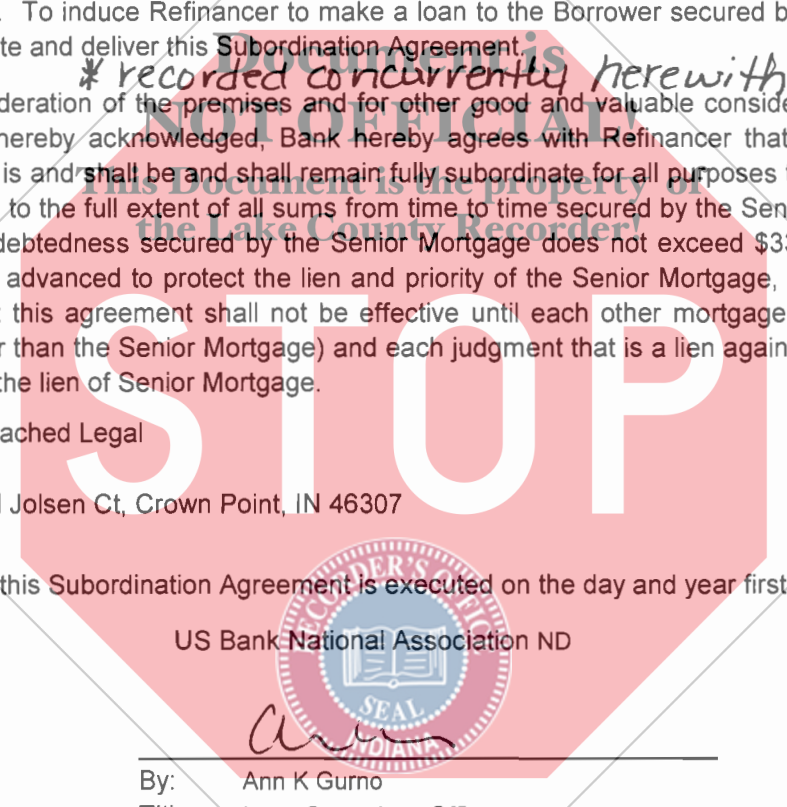 To induce Refinancer to make a loan to the Borrower secured b
te and deliver this Subordination Agreement.
Document is
* recorded concurrently herewith
deration of the premises and for other good and valuable conside
NOT OFFICIAL!
hereby acknowledged, Bank hereby agrees with Refinancer that
is and shall be and shall remain fully subordinate for all purposes
This Document is the property of
to the full extent of all sums from time to time secured by the Sen
the Lake County Recorder!
debtedness secured by the Senior Mortgage does not exceed $33
advanced to protect the lien and priority of the Senior Mortgage,
this agreement shall not be effective until each other mortgage
r than the Senior Mortgage) and each judgment that is a lien again
the lien of Senior Mortgage.
STOP
ached Legal
Jolsen Ct, Crown Point, IN 46307
this Subordination Agreement is executed on the day and year first
RECORDER'S OFFICE
US Bank National Association ND
SEAL
INDIANA
By: Ann K Gurno